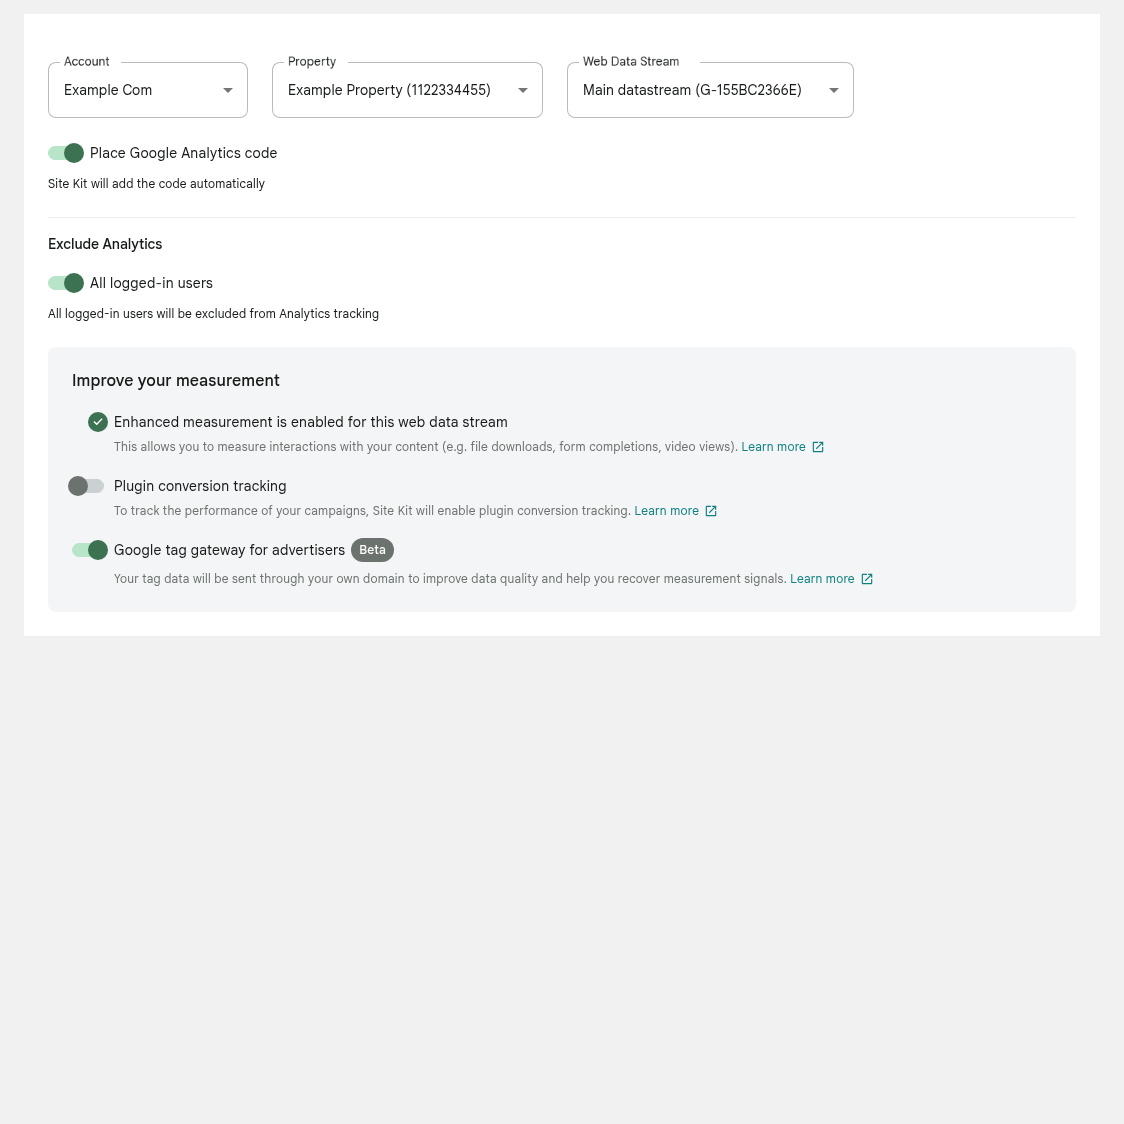 Account
Example Com
Property
Example Property (1122334455)
Web Data Stream
Main datastream (G-155BC2366E)
Place Google Analytics code
Site Kit will add the code automatically
Exclude Analytics
All logged-in users
All logged-in users will be excluded from Analytics tracking
Improve your measurement
Enhanced measurement is enabled for this web data stream
This allows you to measure interactions with your content (e.g. file downloads, form completions, video views). Learn more
Plugin conversion tracking
To track the performance of your campaigns, Site Kit will enable plugin conversion tracking. Learn more
Google tag gateway for advertisers Beta
Your tag data will be sent through your own domain to improve data quality and help you recover measurement signals. Learn more